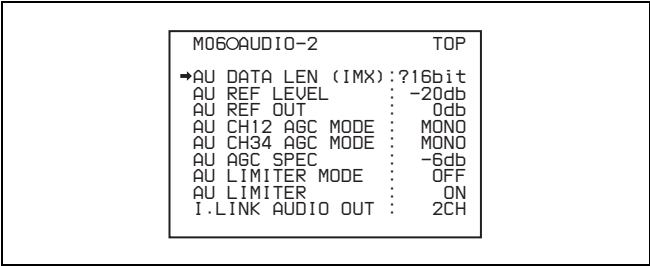 M06○AUDIO-2 TOP
➡AU DATA LEN (IMX):?16bit
AU REF LEVEL : -20db
AU REF OUT : 0db
AU CH12 AGC MODE : MONO
AU CH34 AGC MODE : MONO
AU AGC SPEC : -6db
AU LIMITER MODE : OFF
AU LIMITER : ON
I.LINK AUDIO OUT : 2CH